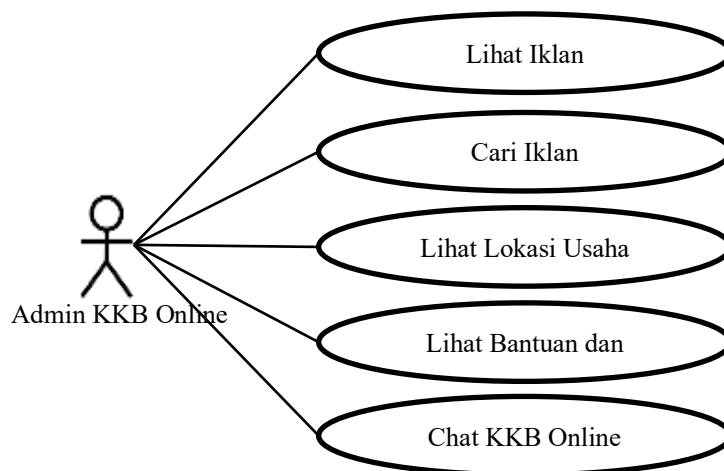 Lihat Iklan
Cari Iklan
Lihat Lokasi Usaha
Admin KKB Online
Lihat Bantuan dan
Chat KKB Online